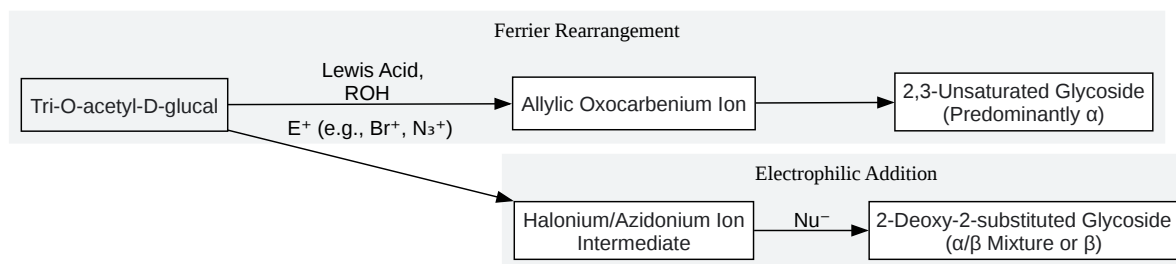 Ferrier Rearrangement
Tri-O-acetyl-D-glucal
Lewis Acid,
ROH
Allylic Oxocarbenium Ion
2,3-Unsaturated Glycoside
(Predominantly α)
E⁺ (e.g., Br⁺, N₃⁺)
Electrophilic Addition
Halonium/Azidonium Ion
Intermediate
Nu⁻
2-Deoxy-2-substituted Glycoside
(α/β Mixture or β)